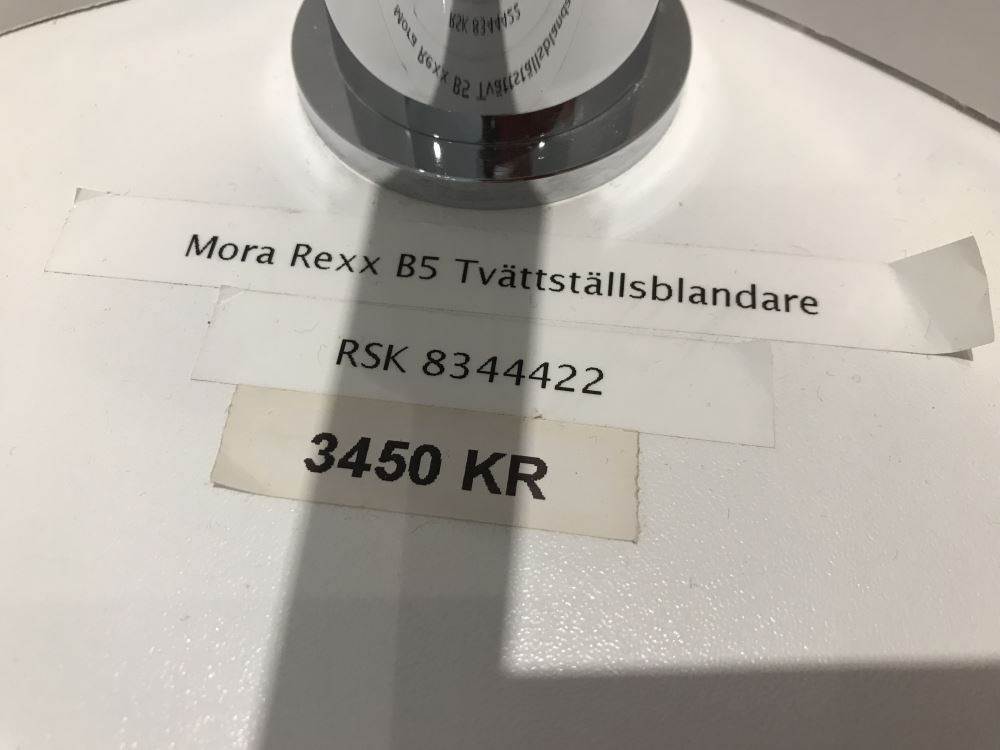 Mora Rexx B5 Tvättställsblandare
RSK 8344422
3450 KR